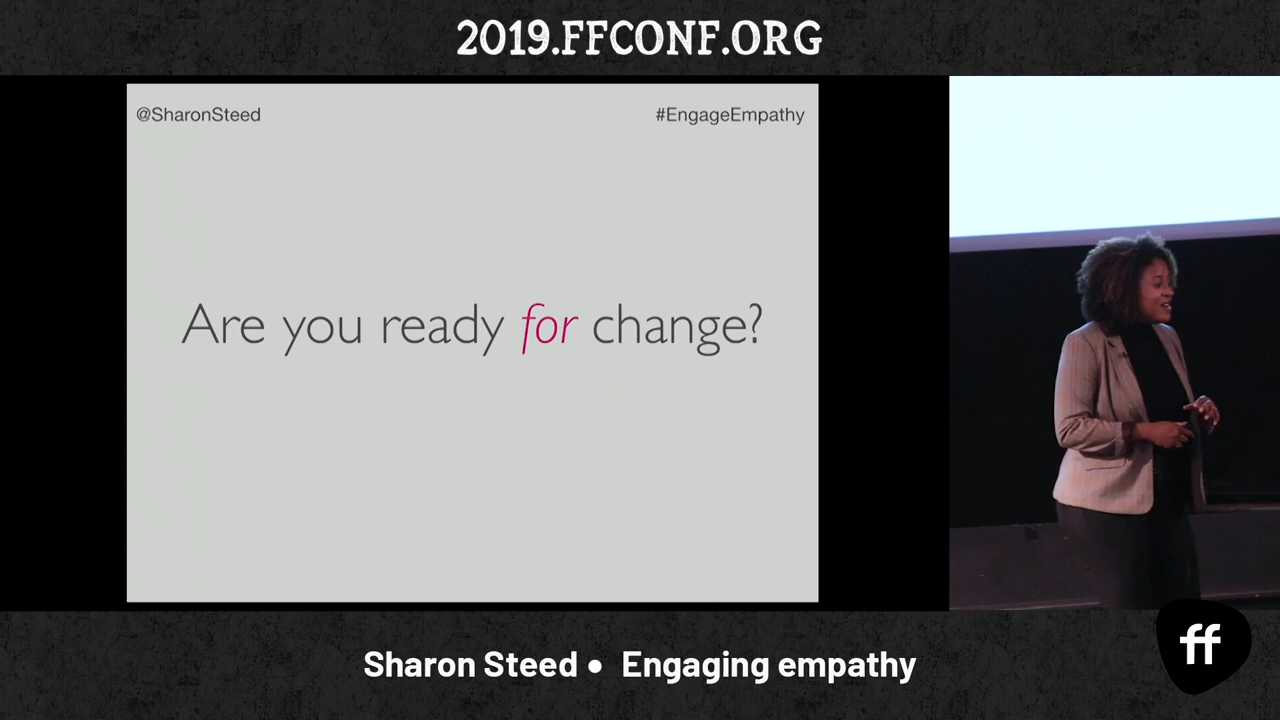 2019.FFCONF.ORG
@SharonSteed
#EngageEmpathy
Are you ready for change?
Sharon Steed • Engaging empathy
ff